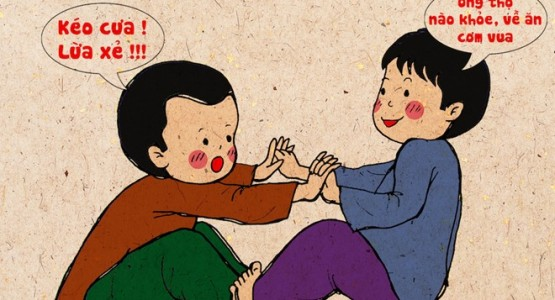 Kéo cưa !
Lừa xẻ !!!
ông thợ
nào khỏe, về ăn
cơm vua